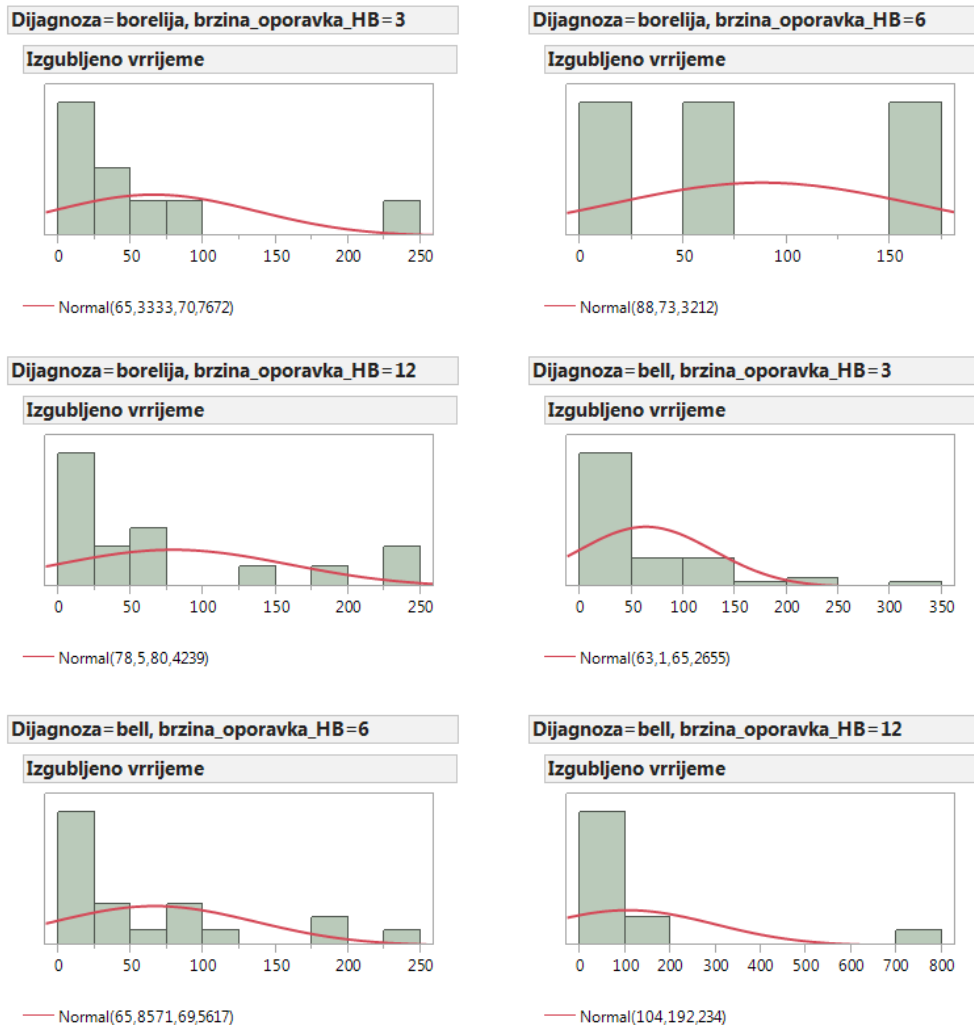 Dijagnoza=borelija, brzina_oporavka_HB=3
Izgubljeno vrrijeme
0 50 100 150 200 250
Normal(65,3333,70,7672)
Dijagnoza=borelija, brzina_oporavka_HB=6
Izgubljeno vrrijeme
0 50 100 150
Normal(88,73,3212)
Dijagnoza=borelija, brzina_oporavka_HB=12
Izgubljeno vrrijeme
0 50 100 150 200 250
Normal(78,5,80,4239)
Dijagnoza=bell, brzina_oporavka_HB=3
Izgubljeno vrrijeme
0 50 100 150 200 250 300 350
Normal(63,1,65,2655)
Dijagnoza=bell, brzina_oporavka_HB=6
Izgubljeno vrrijeme
0 50 100 150 200 250
Normal(65,8571,69,5617)
Dijagnoza=bell, brzina_oporavka_HB=12
Izgubljeno vrrijeme
0 100 200 300 400 500 600 700 800
Normal(104,192,234)